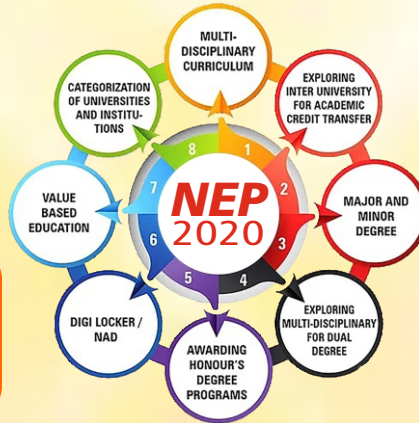 MULTI-
DISCIPLINARY
CURRICULUM
EXPLORING
INTER UNIVERSITY
FOR ACADEMIC
CREDIT TRANSFER
MAJOR AND
MINOR
DEGREE
EXPLORING
MULTI-DISCIPLINARY
FOR DUAL
DEGREE
AWARDING
HONOUR'S
DEGREE
PROGRAMS
DIGI LOCKER /
NAD
VALUE
BASED
EDUCATION
CATEGORIZATION
OF UNIVERSITIES
AND INSTITU-
TIONS
1
2
3
4
5
6
7
8
NEP
2020